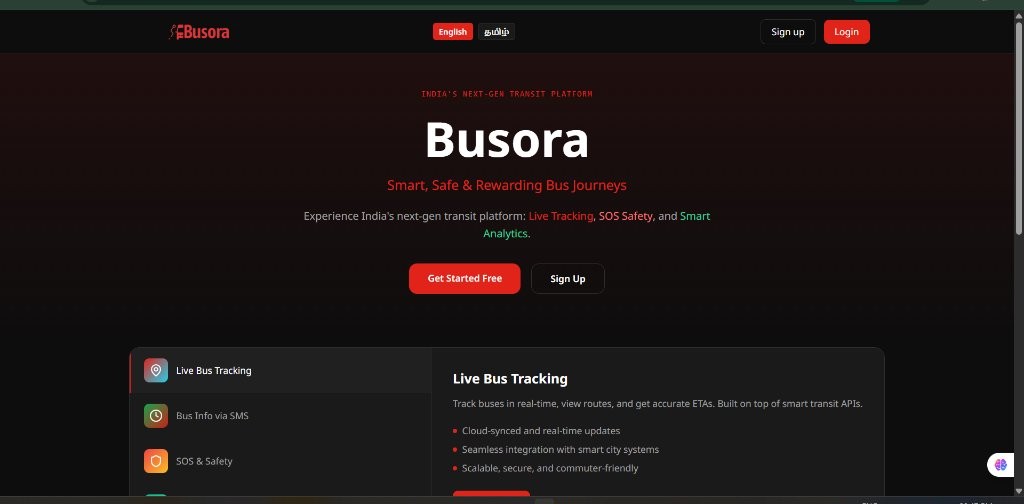 Busora
English
தமிழ்
Sign up
Login
INDIA'S NEXT-GEN TRANSIT PLATFORM
Busora
Smart, Safe & Rewarding Bus Journeys
Experience India's next-gen transit platform: Live Tracking, SOS Safety, and Smart
Analytics.
Get Started Free
Sign Up
Live Bus Tracking
Bus Info via SMS
SOS & Safety
Live Bus Tracking
Track buses in real-time, view routes, and get accurate ETAs. Built on top of smart transit APIs.
Cloud-synced and real-time updates
Seamless integration with smart city systems
Scalable, secure, and commuter-friendly